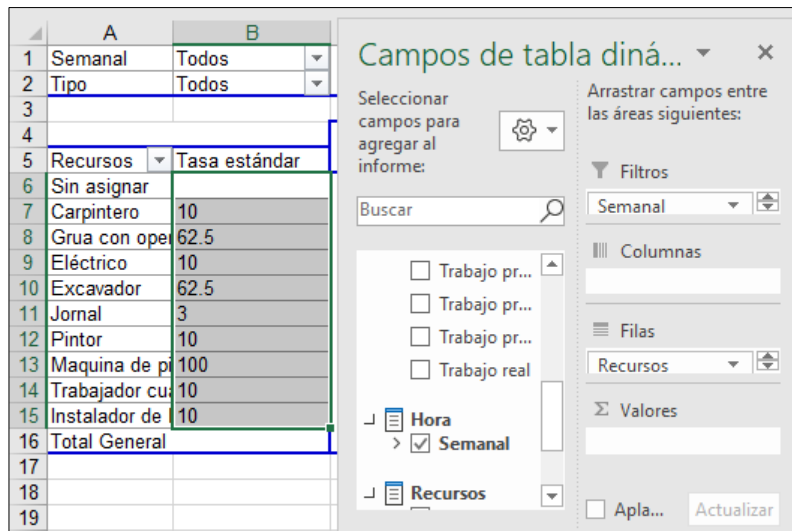 A B
1 Semanal Todos
2 Tipo Todos
3
4
5 Recursos Tasa estándar
6 Sin asignar
7 Carpintero 10
8 Grua con oper 62.5
9 Eléctrico 10
10 Excavador 62.5
11 Jornal 3
12 Pintor 10
13 Maquina de pi 100
14 Trabajador cua 10
15 Instalador de 10
16 Total General
17
18
19
Campos de tabla diná...
Seleccionar
campos para
agregar al
informe:
Buscar
Trabajo pr...
Trabajo pr...
Trabajo pr...
Trabajo real
Hora
Semanal
Recursos
Arrastrar campos entre
las áreas siguientes:
Filtros
Semanal
Columnas
Filas
Recursos
Σ Valores
Apla... Actualizar